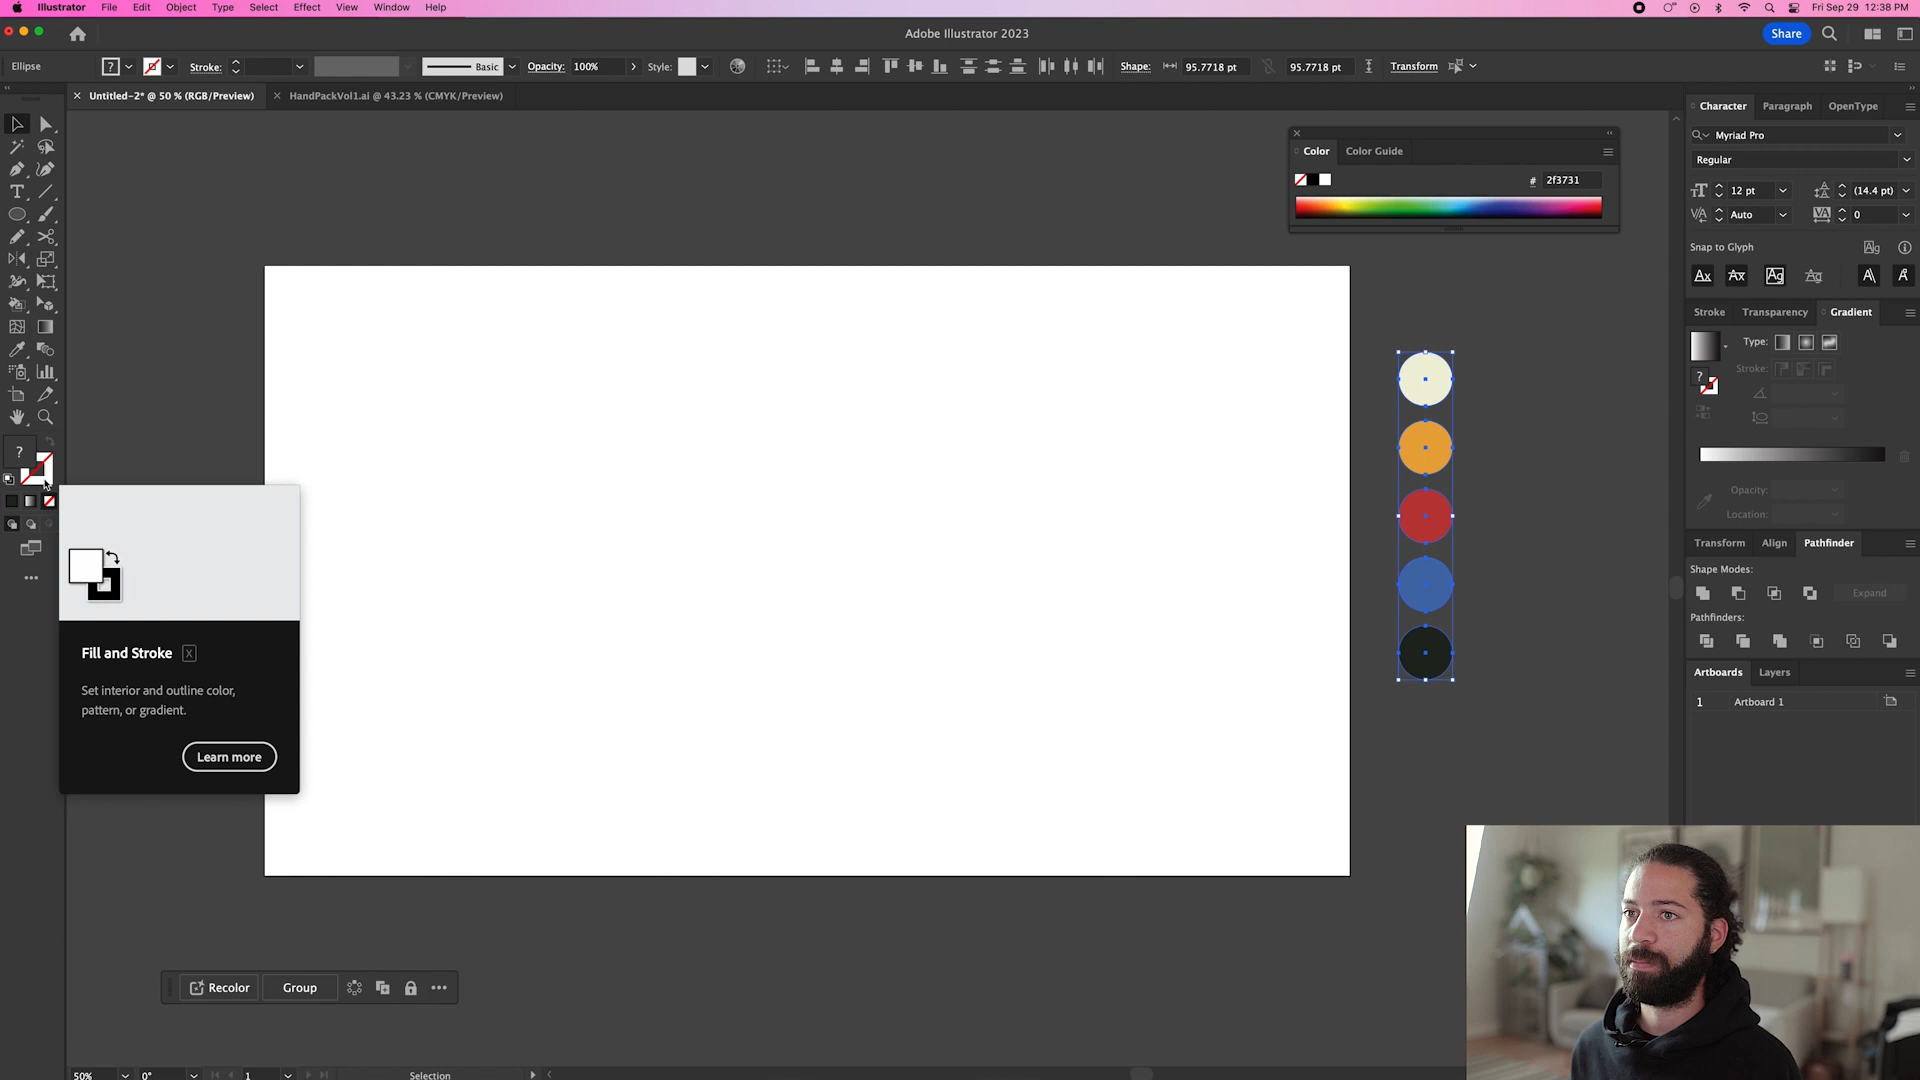 Illustrator File Edit Object Type Select Effect View Window Help Fri Sep 29 12:38 PM
Adobe Illustrator 2023
Share
Ellipse ? Stroke: Basic Opacity: 100% Style: Shape: 95.7718 pt 95.7718 pt Transform
Untitled-2* @ 50 % (RGB/Preview) HandPackVol1.ai @ 43.23 % (CMYK/Preview)
Color Color Guide
# 2f3731
Character Paragraph OpenType
Myriad Pro
Regular
12 pt (14.4 pt)
Auto 0
Snap to Glyph
Stroke Transparency Gradient
Type:
Stroke:
?
Opacity:
Location:
Transform Align Pathfinder
Shape Modes:
Expand
Pathfinders:
Artboards Layers
1 Artboard 1
?
Fill and Stroke X
Set interior and outline color,
pattern, or gradient.
Learn more
Recolor Group
50% 0° 1 Selection